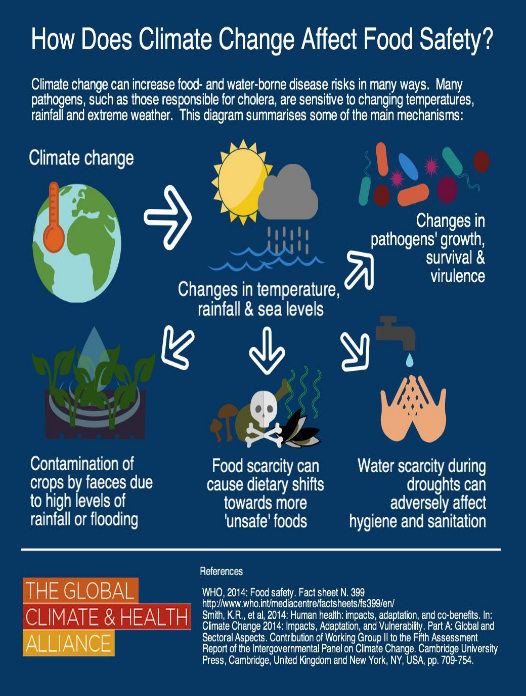 How Does Climate Change Affect Food Safety?
Climate change can increase food- and water-borne disease risks in many ways. Many
pathogens, such as those responsible for cholera, are sensitive to changing temperatures,
rainfall and extreme weather. This diagram summarises some of the main mechanisms:
Climate change
Changes in temperature,
rainfall & sea levels
Changes in
pathogens' growth,
survival &
virulence
Contamination of
crops by faeces due
to high levels of
rainfall or flooding
Food scarcity can
cause dietary shifts
towards more
'unsafe' foods
Water scarcity during
droughts can
adversely affect
hygiene and sanitation
THE GLOBAL
CLIMATE & HEALTH
ALLIANCE
References
WHO, 2014: Food safety. Fact sheet N. 399
http://www.who.int/mediacentre/factsheets/fs399/en/
Smith, K.R., et al, 2014: Human health: impacts, adaptation, and co-benefits. In:
Climate Change 2014: Impacts, Adaptation, and Vulnerability. Part A: Global and
Sectoral Aspects. Contribution of Working Group II to the Fifth Assessment
Report of the Intergovernmental Panel on Climate Change. Cambridge University
Press, Cambridge, United Kingdom and New York, NY, USA, pp. 709-754.